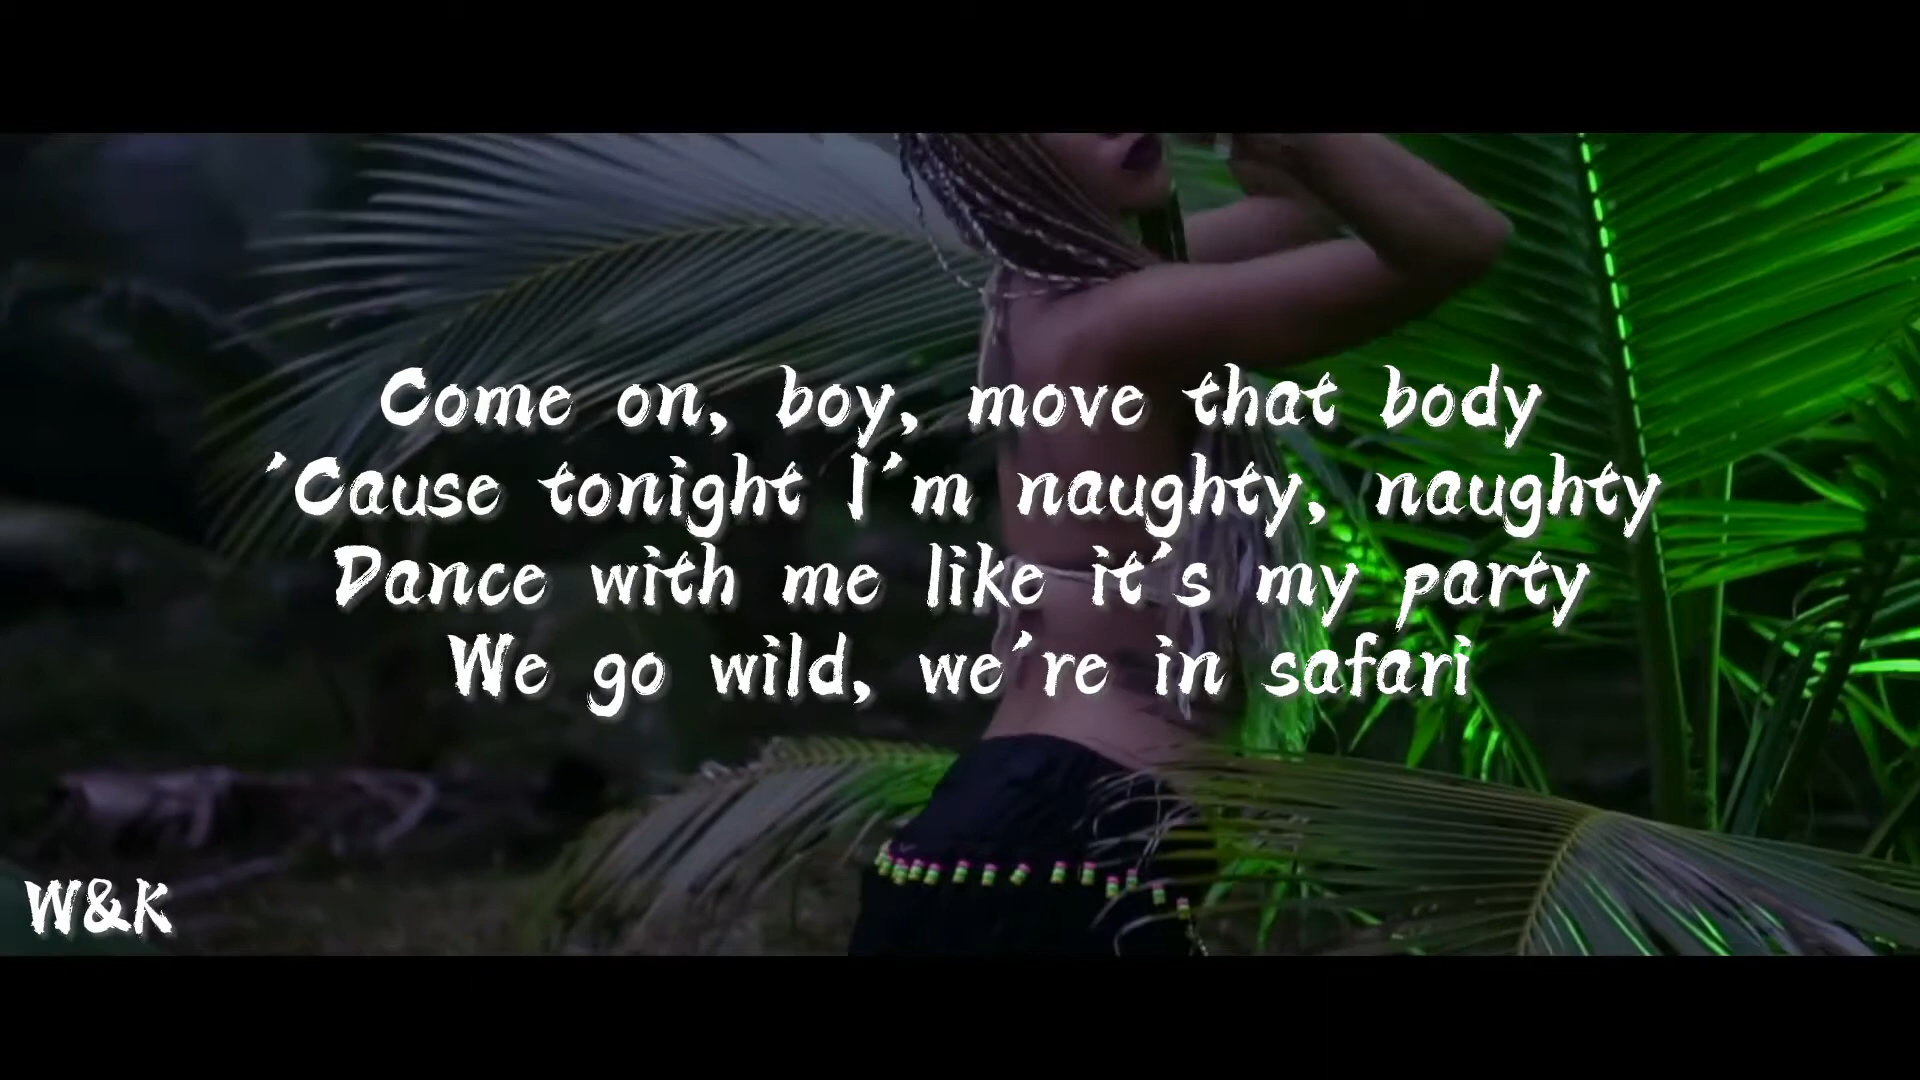 Come on, boy, move that body
'Cause tonight I'm naughty, naughty
Dance with me like it's my party
We go wild, we're in safari
W&K